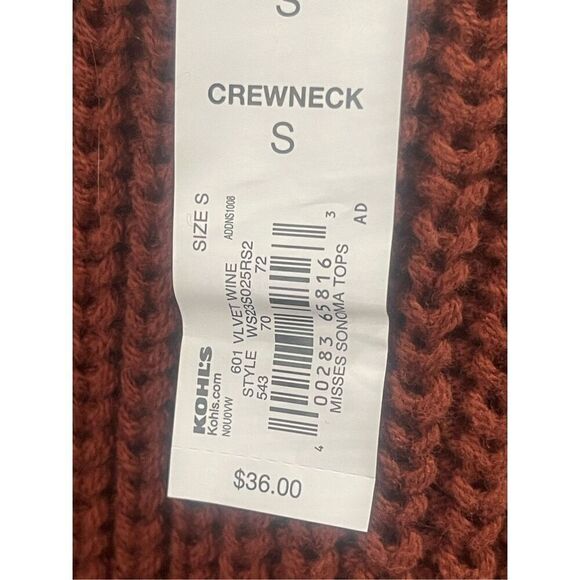 S
CREWNECK
S
SIZE S
ADDNS1008
KOHL'S
Kohls.com
N0U0VW
601 VLVET WINE
STYLE WS23S025RS2
543 70 72
4 00283 65816 3
MISSES SONOMA TOPS
AD
$36.00